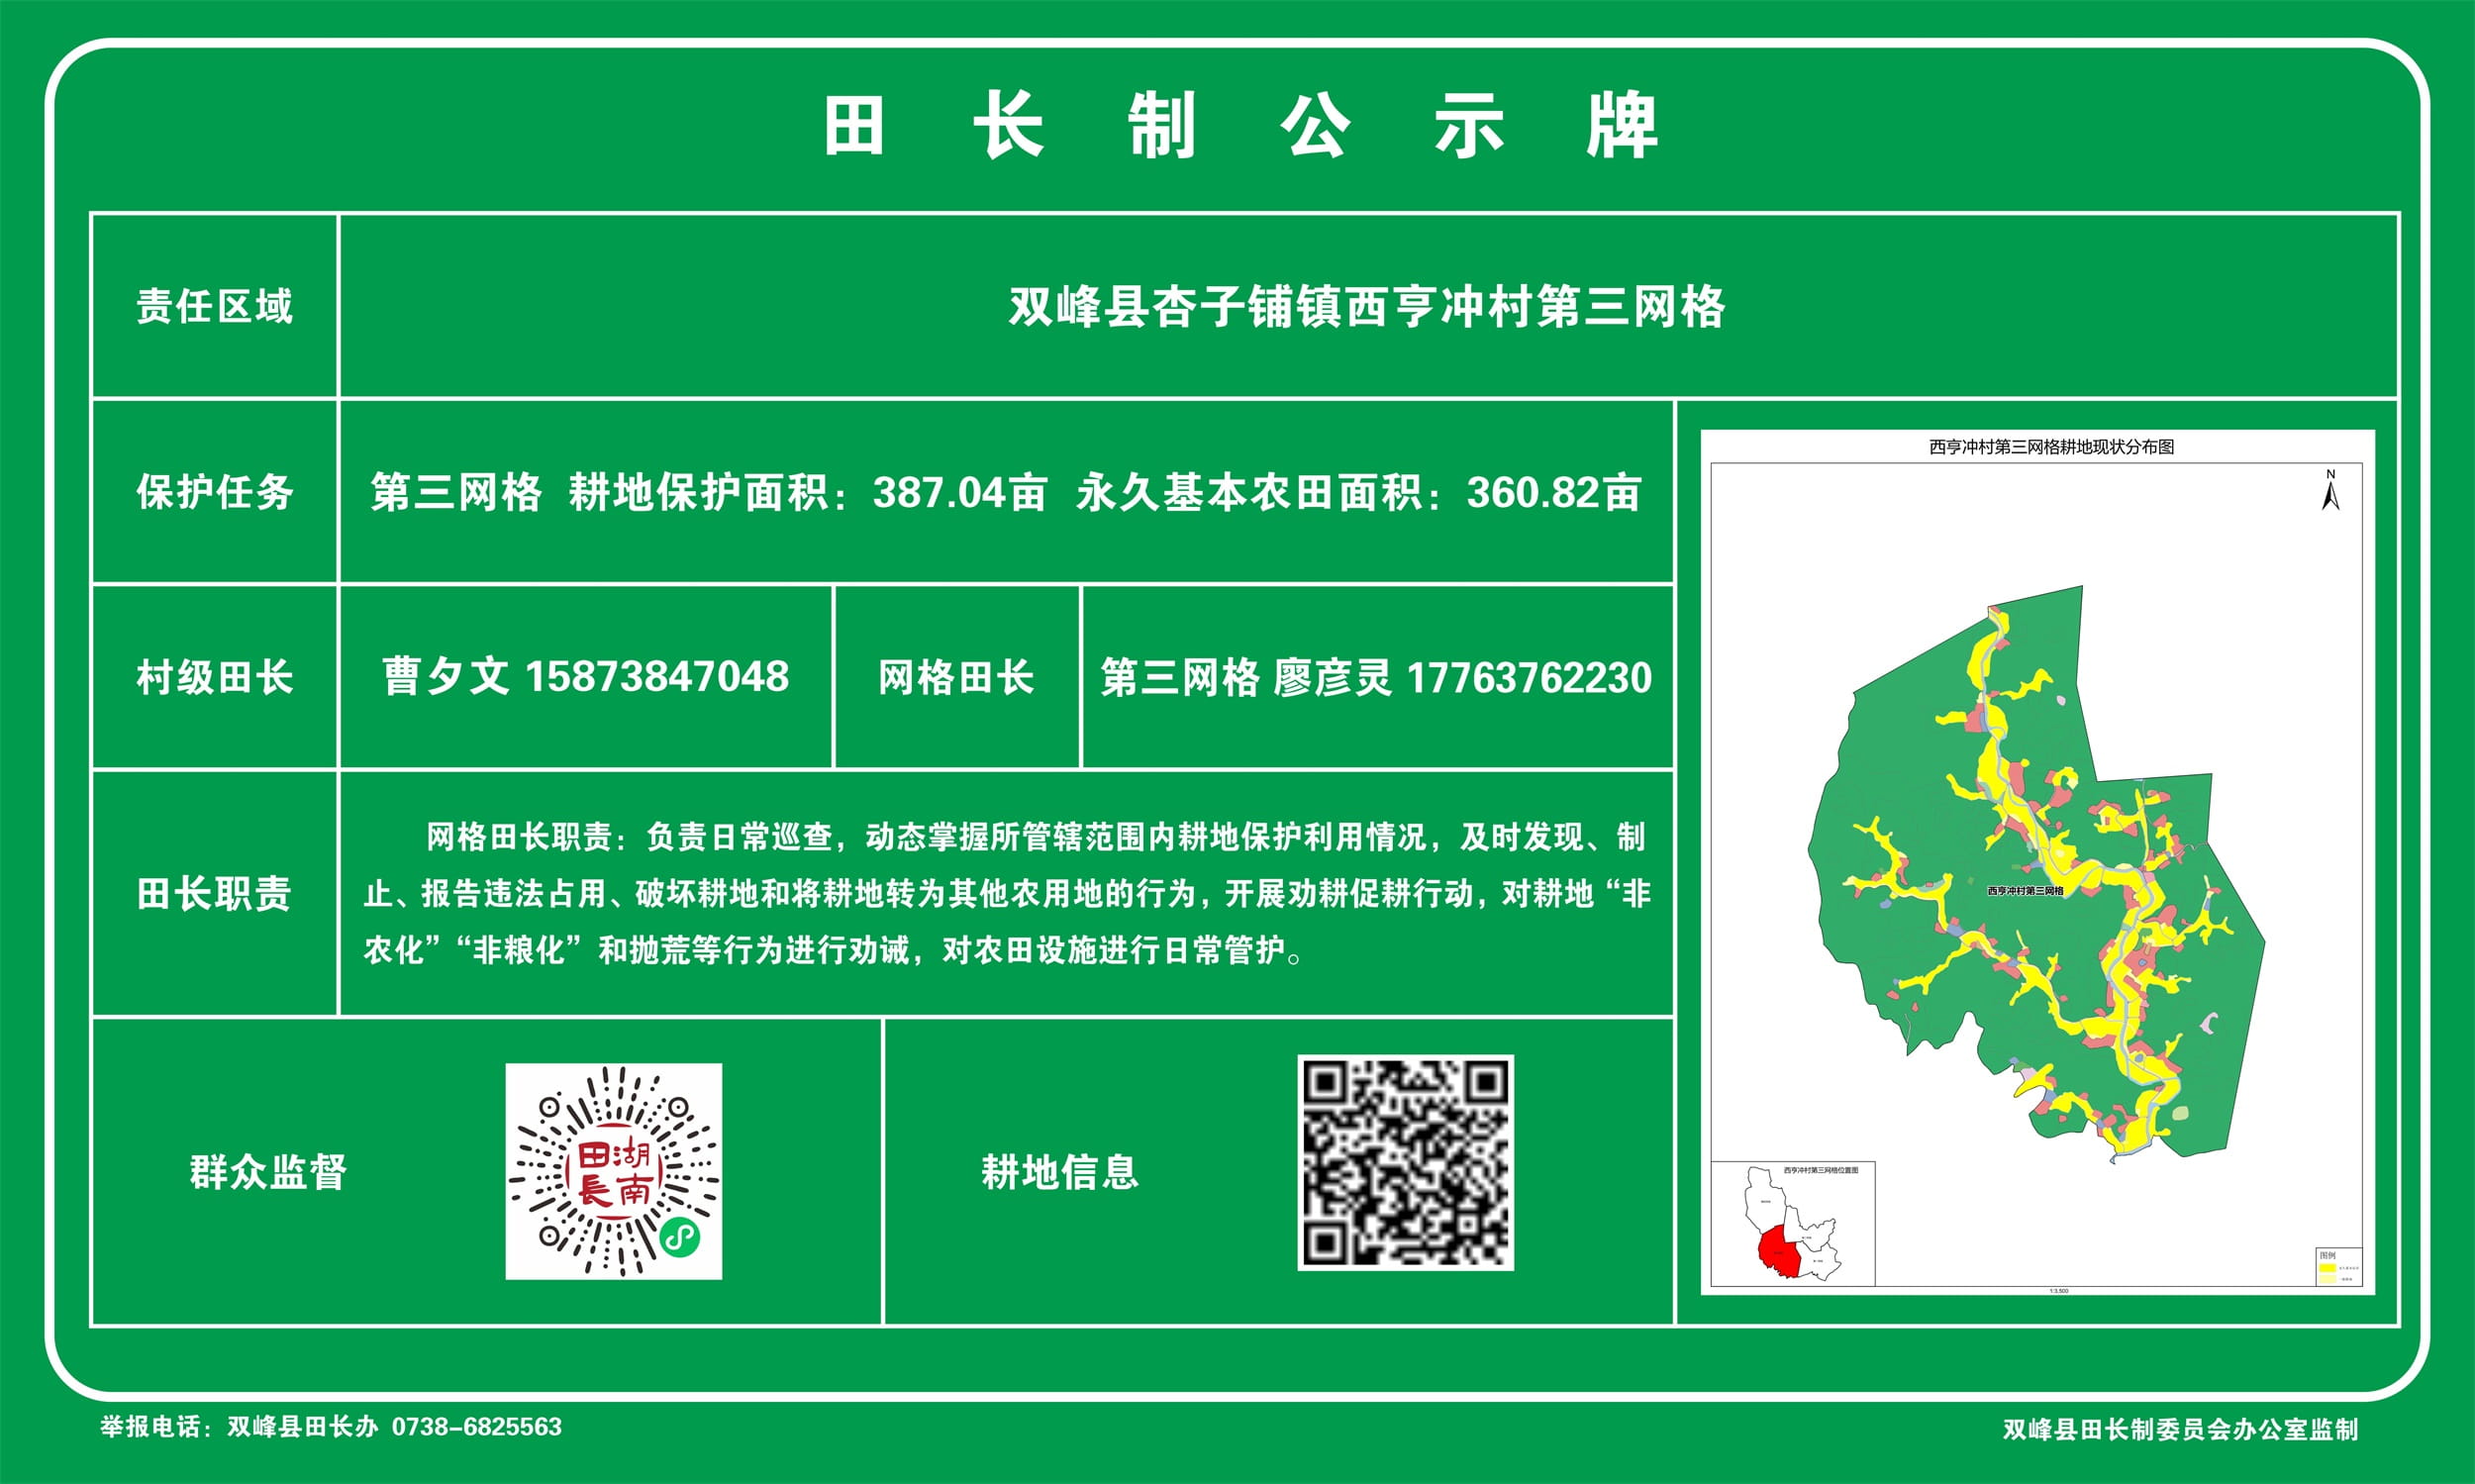 田长制公示牌
责任区域
双峰县杏子铺镇西亨冲村第三网格
保护任务
第三网格 耕地保护面积：387.04亩 永久基本农田面积：360.82亩
村级田长
曹夕文 15873847048
网格田长
第三网格 廖彦灵 17763762230
田长职责
网格田长职责：负责日常巡查，动态掌握所管辖范围内耕地保护利用情况，及时发现、制
止、报告违法占用、破坏耕地和将耕地转为其他农用地的行为，开展劝耕促耕行动，对耕地“非
农化”“非粮化”和抛荒等行为进行劝诫，对农田设施进行日常管护。
群众监督
田湖
長南
耕地信息
西亨冲村第三网格耕地现状分布图
N
西亨冲村第三网格
西亨冲村第三网格位置图
图例
1:3,500
举报电话：双峰县田长办 0738-6825563
双峰县田长制委员会办公室监制